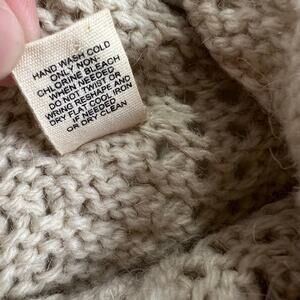 HAND WASH COLD
ONLY NON-
CHLORINE BLEACH
WHEN NEEDED
DO NOT TWIST OR
WRING RESHAPE AND
DRY FLAT COOL IRON
IF NEEDED
OR DRY CLEAN